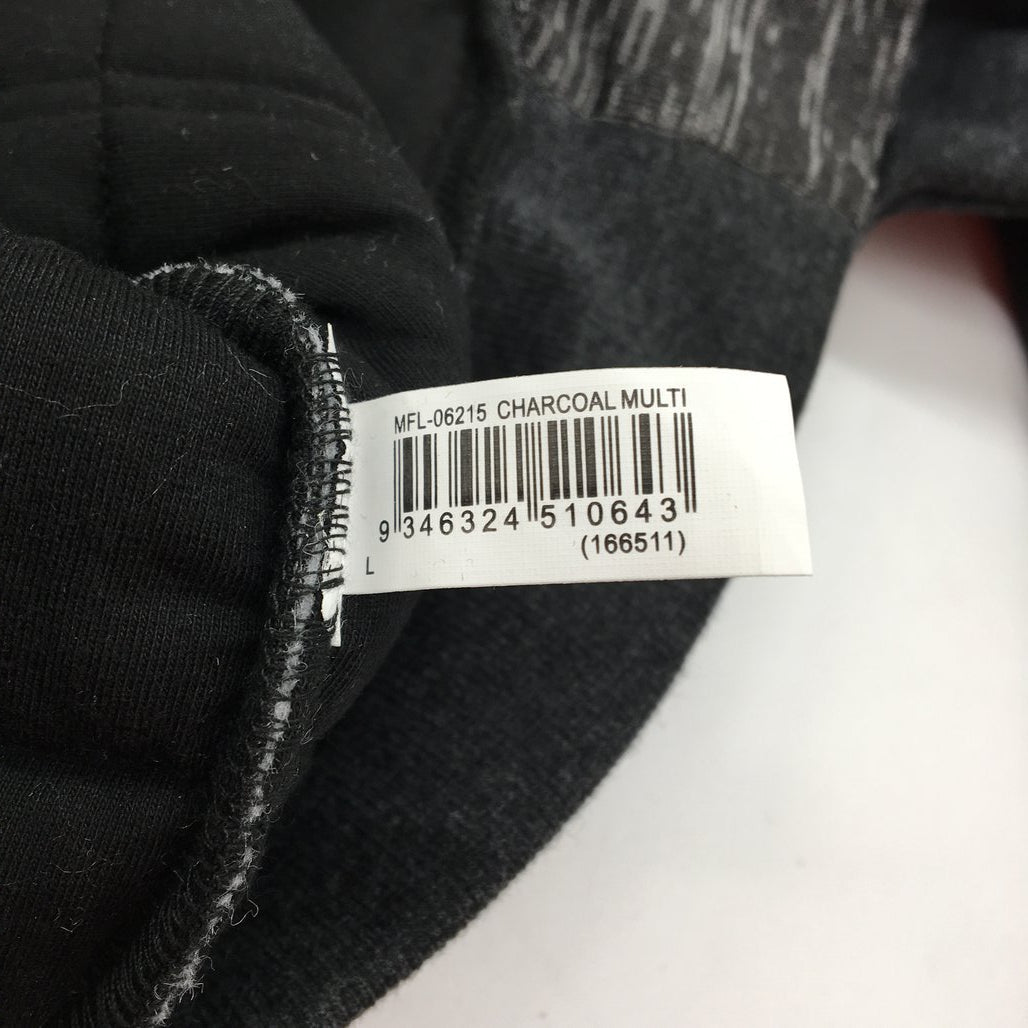 MFL-06215 CHARCOAL MULTI
9 346324 510643
(166511)
L